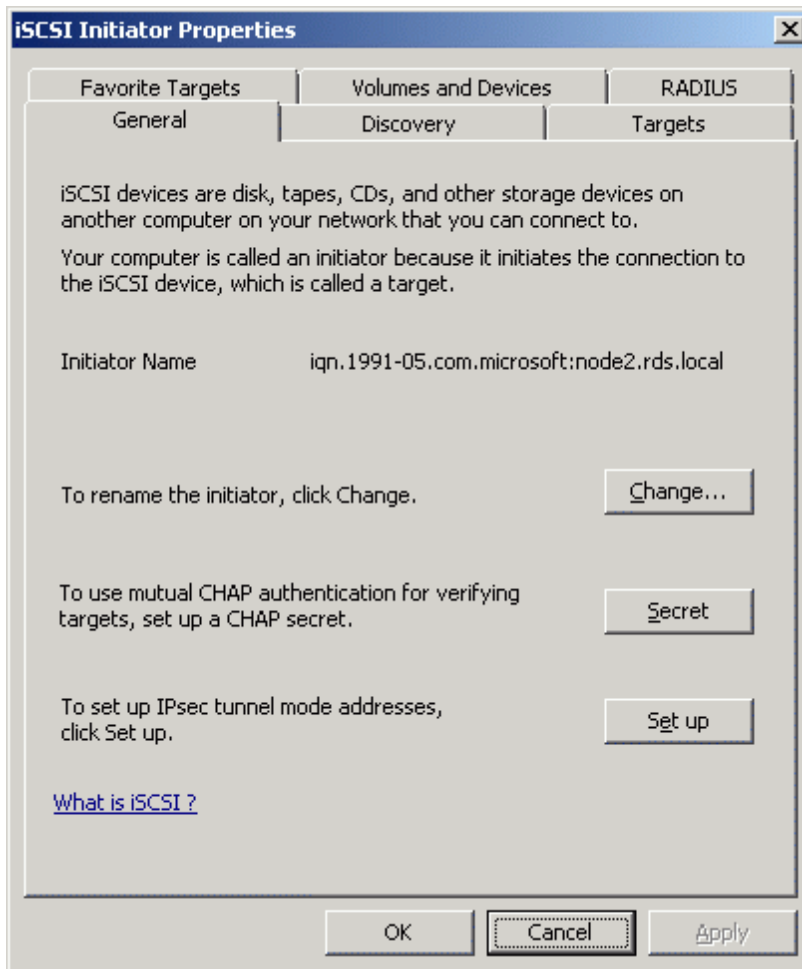 iSCSI Initiator Properties
Favorite Targets
Volumes and Devices
RADIUS
General
Discovery
Targets
iSCSI devices are disk, tapes, CDs, and other storage devices on
another computer on your network that you can connect to.
Your computer is called an initiator because it initiates the connection to
the iSCSI device, which is called a target.
Initiator Name
iqn.1991-05.com.microsoft:node2.rds.local
To rename the initiator, click Change.
Change...
To use mutual CHAP authentication for verifying
targets, set up a CHAP secret.
Secret
To set up IPsec tunnel mode addresses,
click Set up.
Set up
What is iSCSI ?
OK
Cancel
Apply